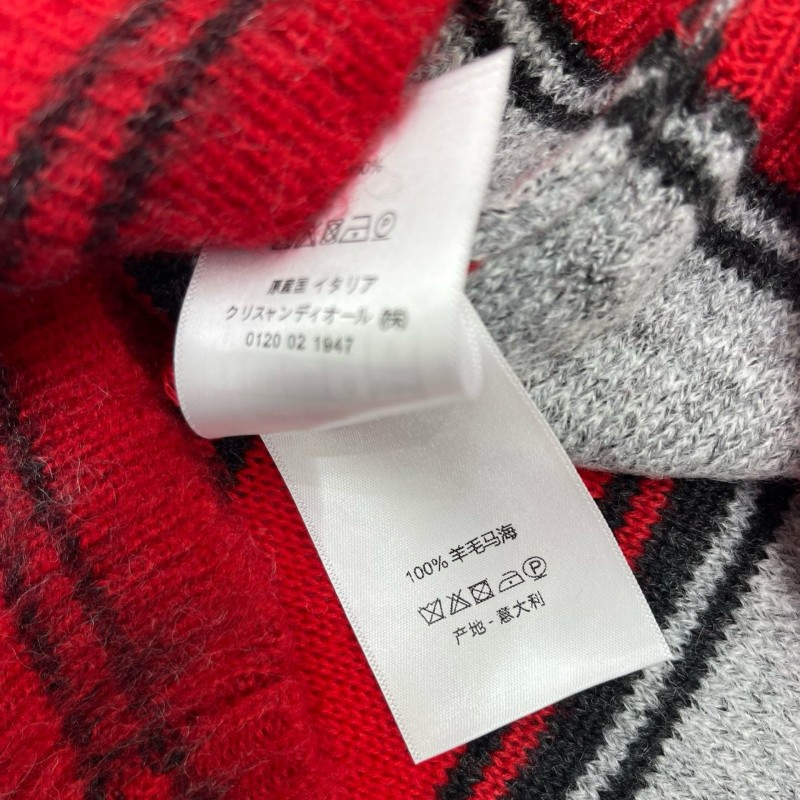 原産国 イタリア
クリスャンディオール (株)
0120 02 1947
100% 羊毛马海
产地 - 意大利